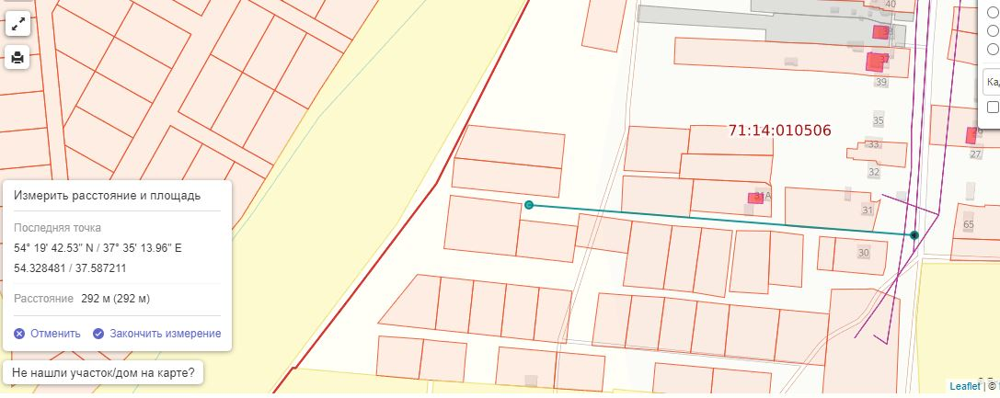 40
37
39
Ка
35
71:14:010506
33
27
32
31А
31
65
30
Измерить расстояние и площадь
Последняя точка
54° 19' 42.53" N / 37° 35' 13.96" E
54.328481 / 37.587211
Расстояние 292 м (292 м)
Отменить Закончить измерение
Не нашли участок/дом на карте?
Leaflet | ©